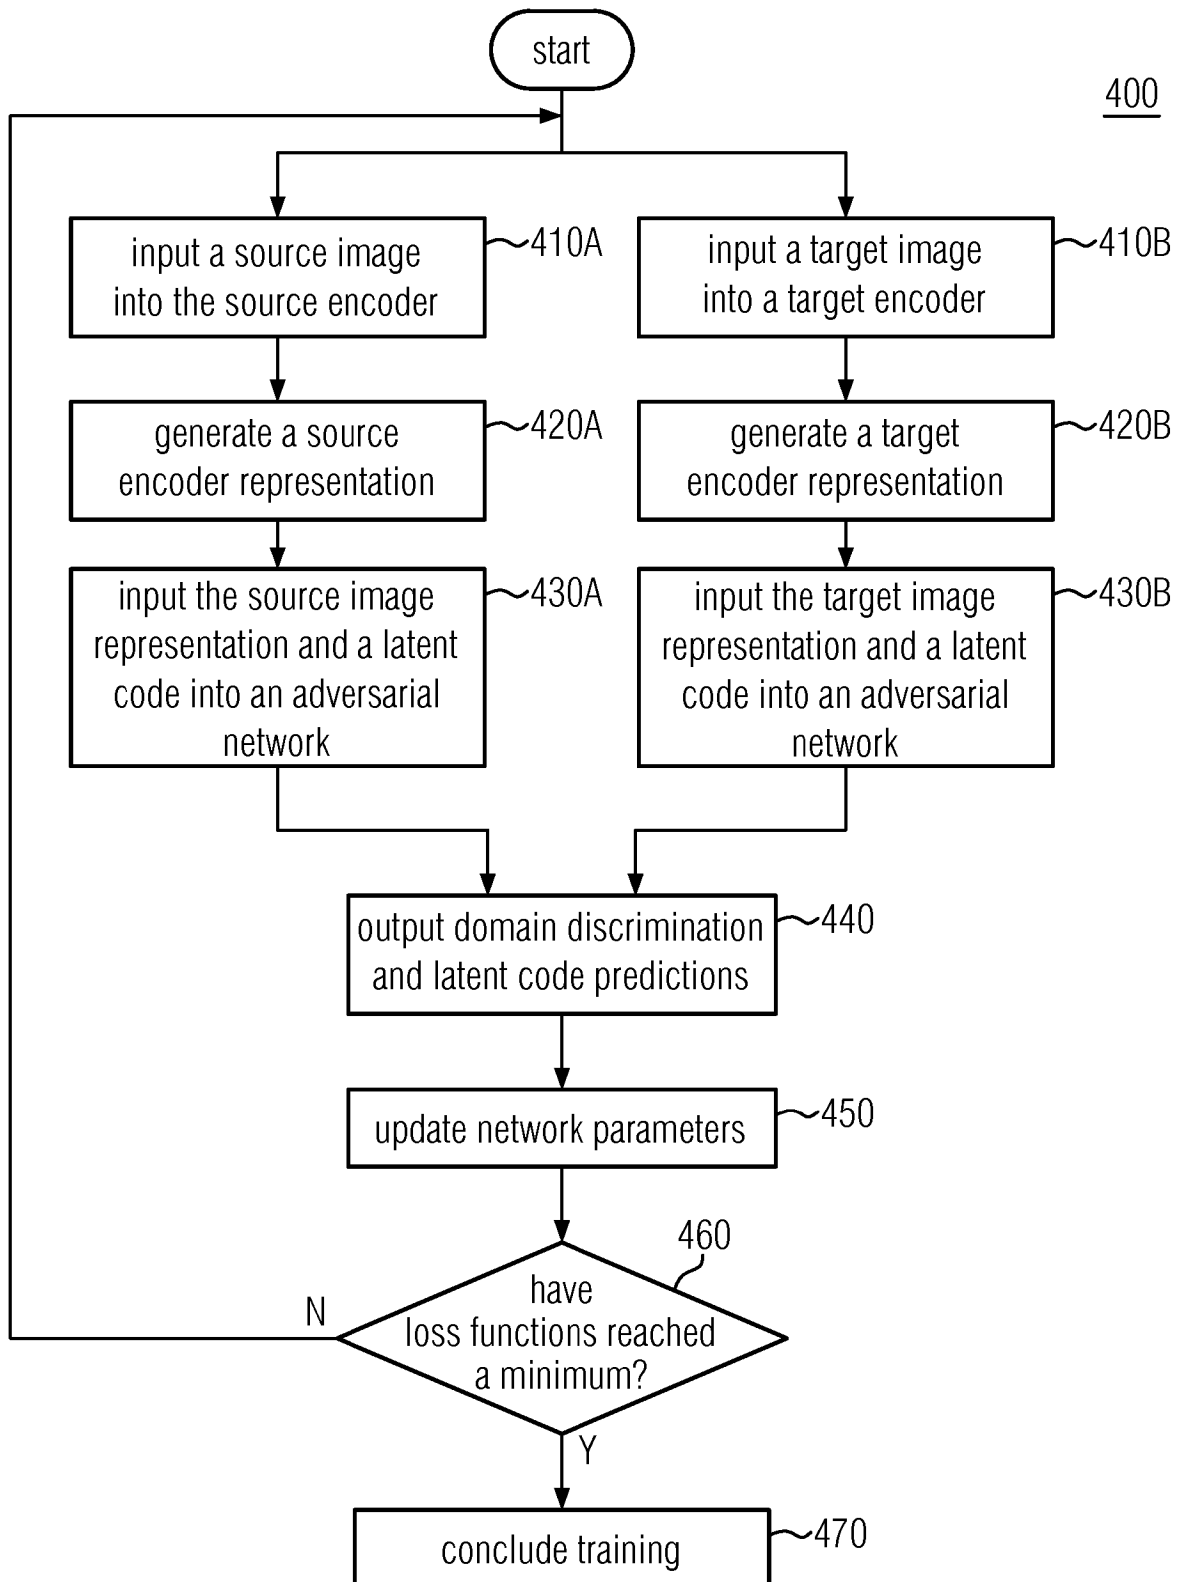 start
400
input a source image
into the source encoder
410A
input a target image
into a target encoder
410B
generate a source
encoder representation
420A
generate a target
encoder representation
420B
input the source image
representation and a latent
code into an adversarial
network
430A
input the target image
representation and a latent
code into an adversarial
network
430B
output domain discrimination
and latent code predictions
440
update network parameters
450
460
have
loss functions reached
a minimum?
N
Y
conclude training
470